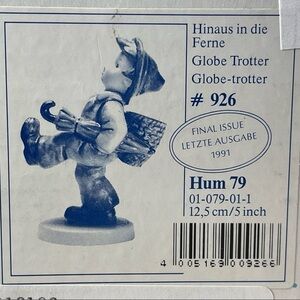 Hinaus in die
Ferne
Globe Trotter
Globe-trotter
# 926
FINAL ISSUE
LETZTE AUSGABE
1991
Hum 79
01-079-01-1
12,5 cm/5 inch
4 005169 009266